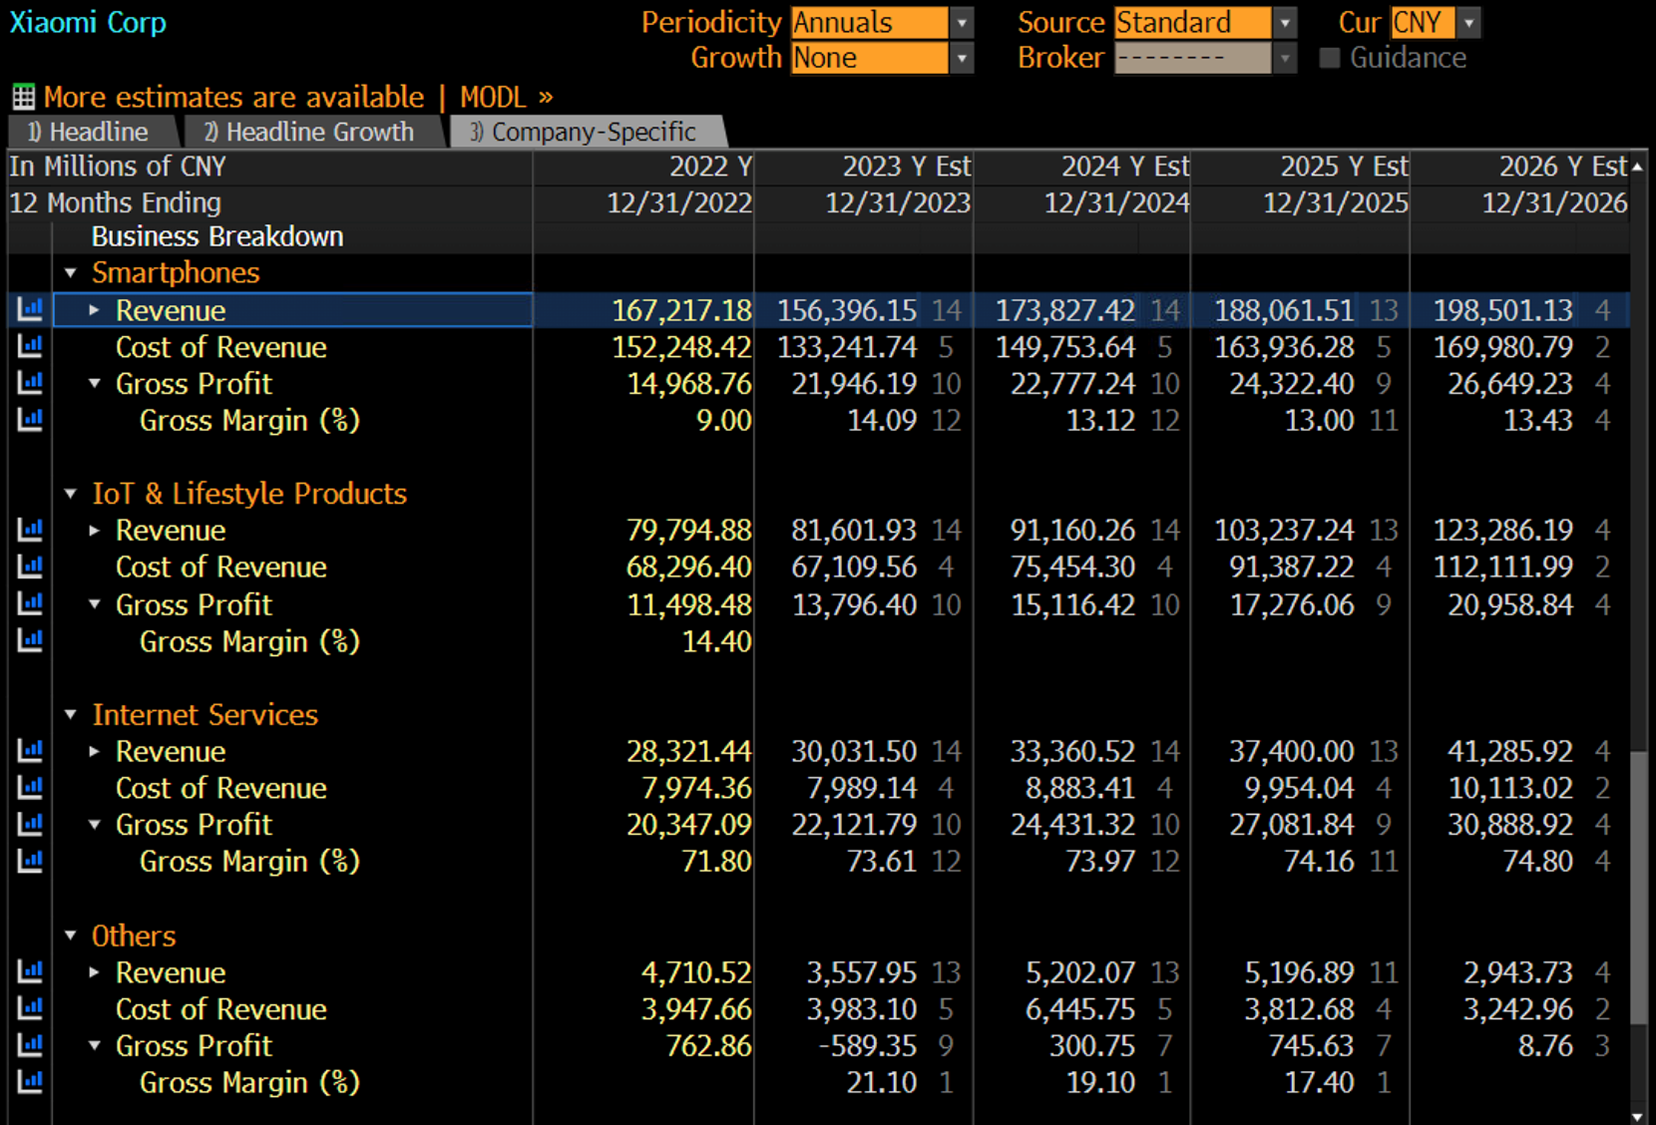 Xiaomi Corp Periodicity Annuals Source Standard Cur CNY
Growth None Broker -------- Guidance
More estimates are available | MODL »
1) Headline 2) Headline Growth 3) Company-Specific
In Millions of CNY 2022 Y 2023 Y Est 2024 Y Est 2025 Y Est 2026 Y Est
12 Months Ending 12/31/2022 12/31/2023 12/31/2024 12/31/2025 12/31/2026
Business Breakdown
Smartphones
Revenue 167,217.18 156,396.15 14 173,827.42 14 188,061.51 13 198,501.13 4
Cost of Revenue 152,248.42 133,241.74 5 149,753.64 5 163,936.28 5 169,980.79 2
Gross Profit 14,968.76 21,946.19 10 22,777.24 10 24,322.40 9 26,649.23 4
Gross Margin (%) 9.00 14.09 12 13.12 12 13.00 11 13.43 4
IoT & Lifestyle Products
Revenue 79,794.88 81,601.93 14 91,160.26 14 103,237.24 13 123,286.19 4
Cost of Revenue 68,296.40 67,109.56 4 75,454.30 4 91,387.22 4 112,111.99 2
Gross Profit 11,498.48 13,796.40 10 15,116.42 10 17,276.06 9 20,958.84 4
Gross Margin (%) 14.40
Internet Services
Revenue 28,321.44 30,031.50 14 33,360.52 14 37,400.00 13 41,285.92 4
Cost of Revenue 7,974.36 7,989.14 4 8,883.41 4 9,954.04 4 10,113.02 2
Gross Profit 20,347.09 22,121.79 10 24,431.32 10 27,081.84 9 30,888.92 4
Gross Margin (%) 71.80 73.61 12 73.97 12 74.16 11 74.80 4
Others
Revenue 4,710.52 3,557.95 13 5,202.07 13 5,196.89 11 2,943.73 4
Cost of Revenue 3,947.66 3,983.10 5 6,445.75 5 3,812.68 4 3,242.96 2
Gross Profit 762.86 -589.35 9 300.75 7 745.63 7 8.76 3
Gross Margin (%) 21.10 1 19.10 1 17.40 1